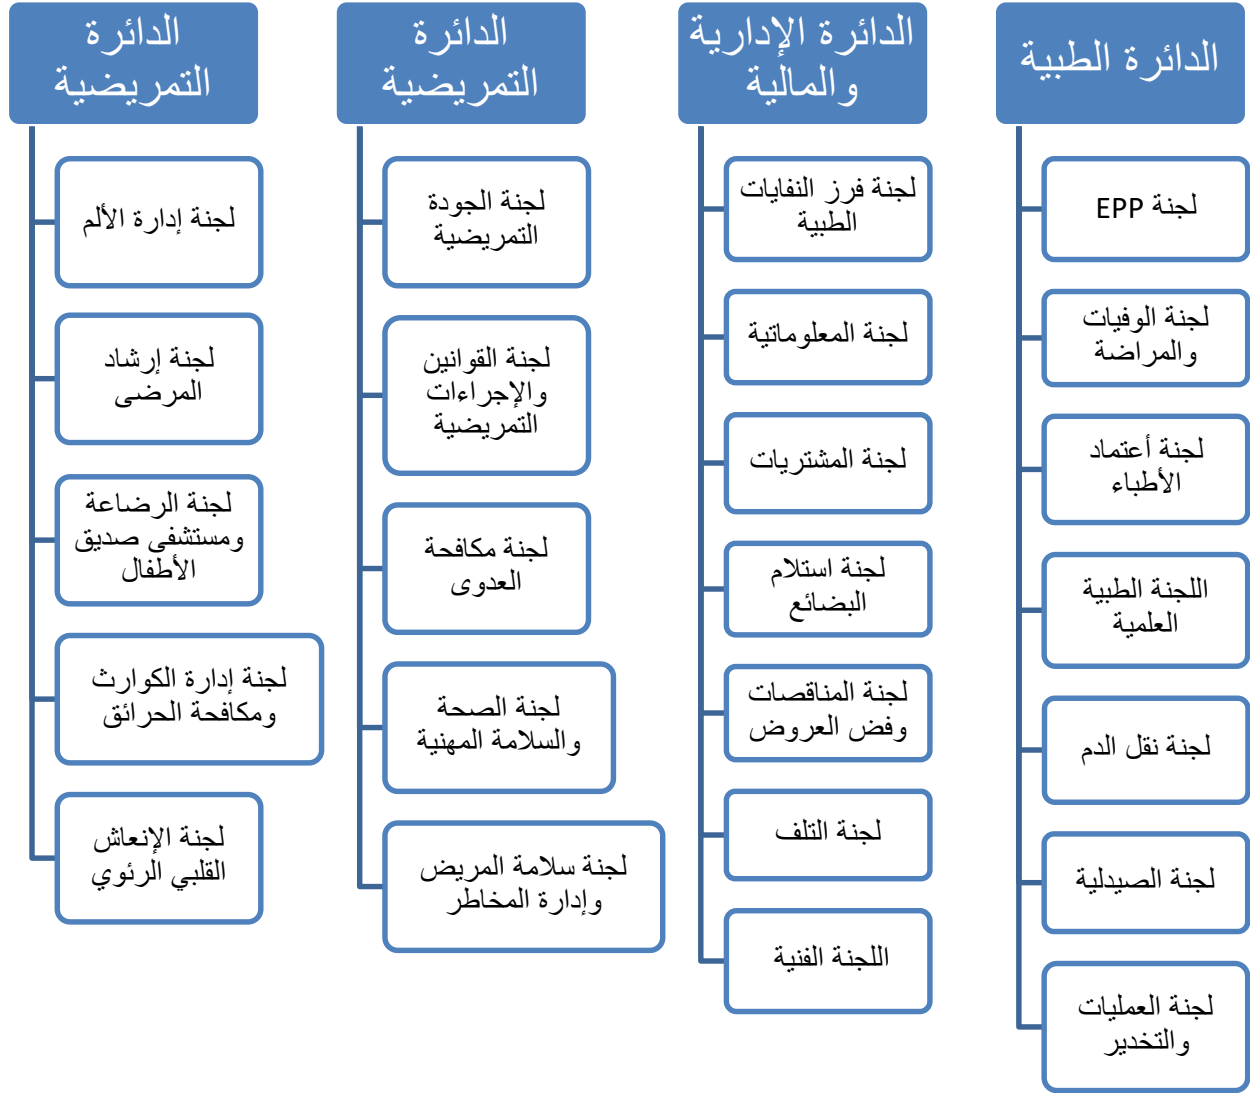 الدائرة الطبية
لجنة EPP
لجنة الوفيات
والمراضة
لجنة أعتماد
الأطباء
اللجنة الطبية
العلمية
لجنة نقل الدم
لجنة الصيدلية
لجنة العمليات
والتخدير
الدائرة الإدارية
والمالية
لجنة فرز النفايات
الطبية
لجنة المعلوماتية
لجنة المشتريات
لجنة استلام
البضائع
لجنة المناقصات
وفض العروض
لجنة التلف
اللجنة الفنية
الدائرة
التمريضية
لجنة الجودة
التمريضية
لجنة القوانين
والإجراءات
التمريضية
لجنة مكافحة
العدوى
لجنة الصحة
والسلامة المهنية
لجنة سلامة المريض
وإدارة المخاطر
الدائرة
التمريضية
لجنة إدارة الألم
لجنة إرشاد
المرضى
لجنة الرضاعة
ومستشفى صديق
الأطفال
لجنة إدارة الكوارث
ومكافحة الحرائق
لجنة الإنعاش
القلبي الرئوي